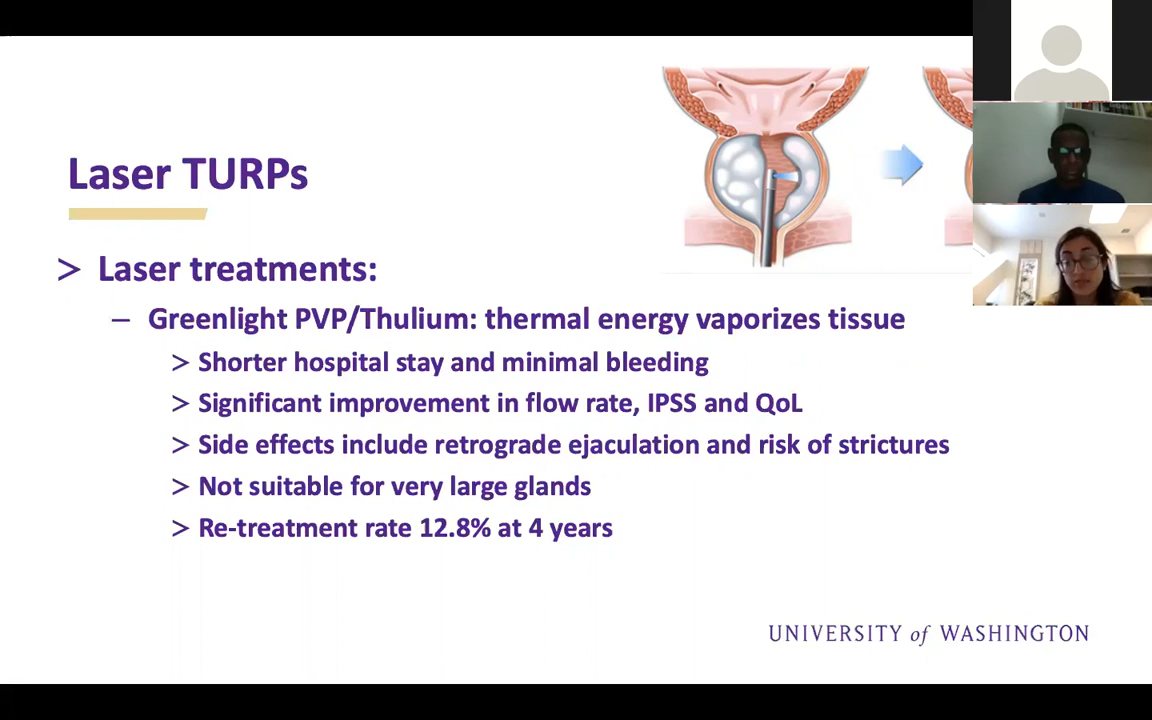 Laser TURPs
> Laser treatments:
– Greenlight PVP/Thulium: thermal energy vaporizes tissue
> Shorter hospital stay and minimal bleeding
> Significant improvement in flow rate, IPSS and QoL
> Side effects include retrograde ejaculation and risk of strictures
> Not suitable for very large glands
> Re-treatment rate 12.8% at 4 years
UNIVERSITY of WASHINGTON